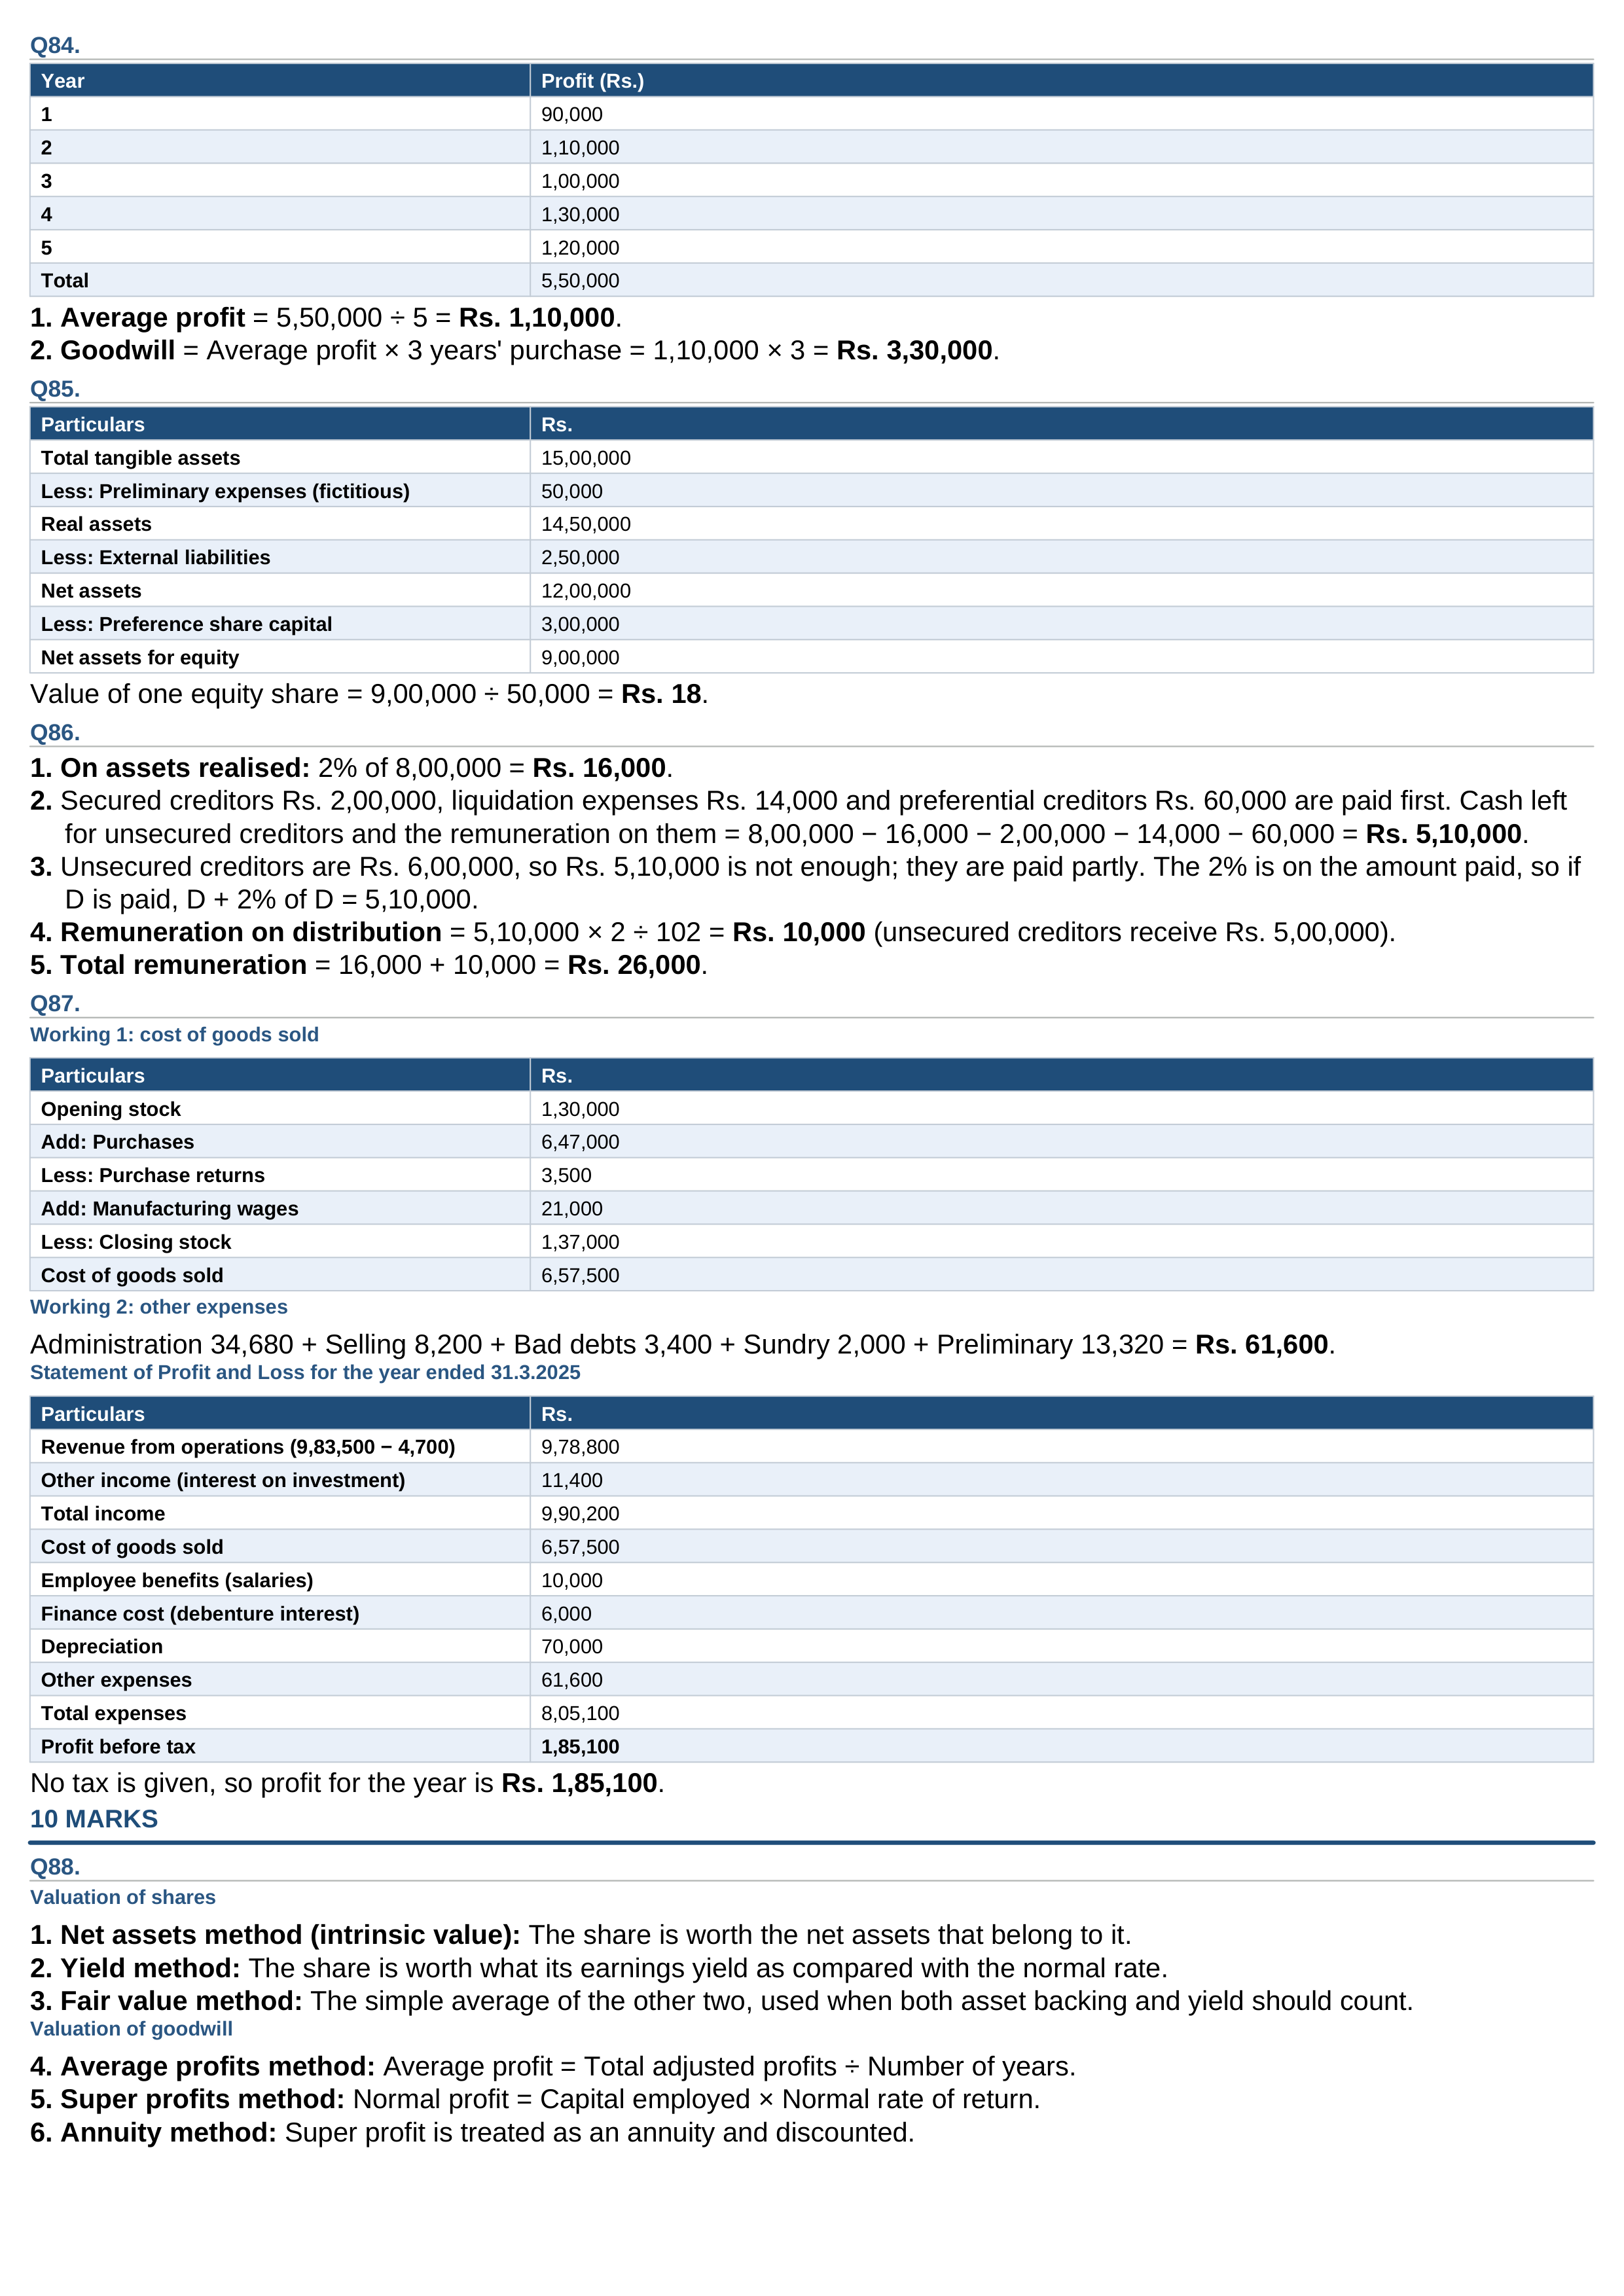 Q84.
Year Profit (Rs.)
1 90,000
2 1,10,000
3 1,00,000
4 1,30,000
5 1,20,000
Total 5,50,000
1. Average profit = 5,50,000 ÷ 5 = Rs. 1,10,000.
2. Goodwill = Average profit × 3 years' purchase = 1,10,000 × 3 = Rs. 3,30,000.
Q85.
Particulars Rs.
Total tangible assets 15,00,000
Less: Preliminary expenses (fictitious) 50,000
Real assets 14,50,000
Less: External liabilities 2,50,000
Net assets 12,00,000
Less: Preference share capital 3,00,000
Net assets for equity 9,00,000
Value of one equity share = 9,00,000 ÷ 50,000 = Rs. 18.
Q86.
1. On assets realised: 2% of 8,00,000 = Rs. 16,000.
2. Secured creditors Rs. 2,00,000, liquidation expenses Rs. 14,000 and preferential creditors Rs. 60,000 are paid first. Cash left
for unsecured creditors and the remuneration on them = 8,00,000 − 16,000 − 2,00,000 − 14,000 − 60,000 = Rs. 5,10,000.
3. Unsecured creditors are Rs. 6,00,000, so Rs. 5,10,000 is not enough; they are paid partly. The 2% is on the amount paid, so if
D is paid, D + 2% of D = 5,10,000.
4. Remuneration on distribution = 5,10,000 × 2 ÷ 102 = Rs. 10,000 (unsecured creditors receive Rs. 5,00,000).
5. Total remuneration = 16,000 + 10,000 = Rs. 26,000.
Q87.
Working 1: cost of goods sold
Particulars Rs.
Opening stock 1,30,000
Add: Purchases 6,47,000
Less: Purchase returns 3,500
Add: Manufacturing wages 21,000
Less: Closing stock 1,37,000
Cost of goods sold 6,57,500
Working 2: other expenses
Administration 34,680 + Selling 8,200 + Bad debts 3,400 + Sundry 2,000 + Preliminary 13,320 = Rs. 61,600.
Statement of Profit and Loss for the year ended 31.3.2025
Particulars Rs.
Revenue from operations (9,83,500 − 4,700) 9,78,800
Other income (interest on investment) 11,400
Total income 9,90,200
Cost of goods sold 6,57,500
Employee benefits (salaries) 10,000
Finance cost (debenture interest) 6,000
Depreciation 70,000
Other expenses 61,600
Total expenses 8,05,100
Profit before tax 1,85,100
No tax is given, so profit for the year is Rs. 1,85,100.
10 MARKS
Q88.
Valuation of shares
1. Net assets method (intrinsic value): The share is worth the net assets that belong to it.
2. Yield method: The share is worth what its earnings yield as compared with the normal rate.
3. Fair value method: The simple average of the other two, used when both asset backing and yield should count.
Valuation of goodwill
4. Average profits method: Average profit = Total adjusted profits ÷ Number of years.
5. Super profits method: Normal profit = Capital employed × Normal rate of return.
6. Annuity method: Super profit is treated as an annuity and discounted.